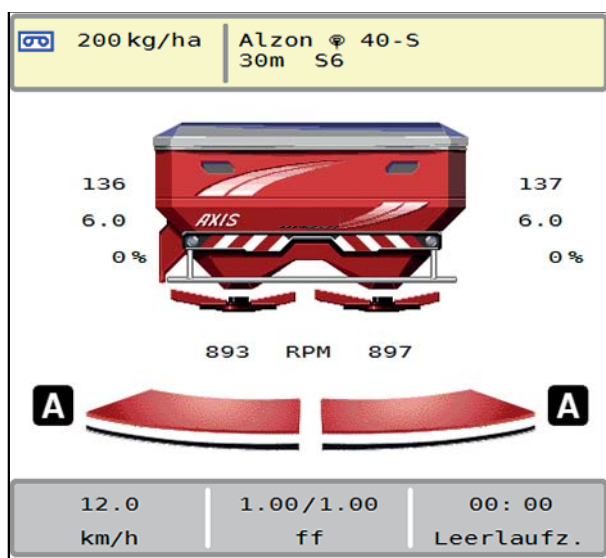 200 kg/ha
Alzon 40-S
30m S6
136
137
6.0
6.0
AXIS
0%
0%
893 RPM 897
A
A
12.0
1.00/1.00
00: 00
km/h
ff
Leerlaufz.